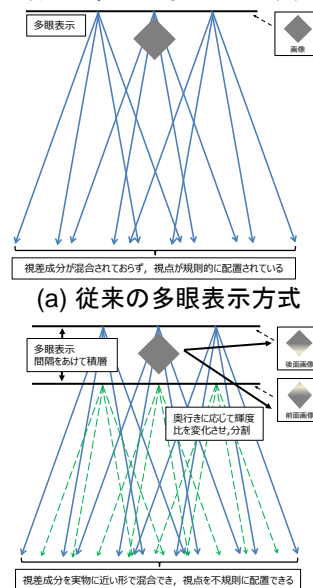 多眼表示
画像
視差成分が混合されておらず，視点が規則的に配置されている
(a) 従来の多眼表示方式
多眼表示
間隔をあけて積層
後面画像
前面画像
奥行きに応じて輝度
比を変化させ,分割
視差成分を実物に近い形で混合でき，視点を不規則に配置できる